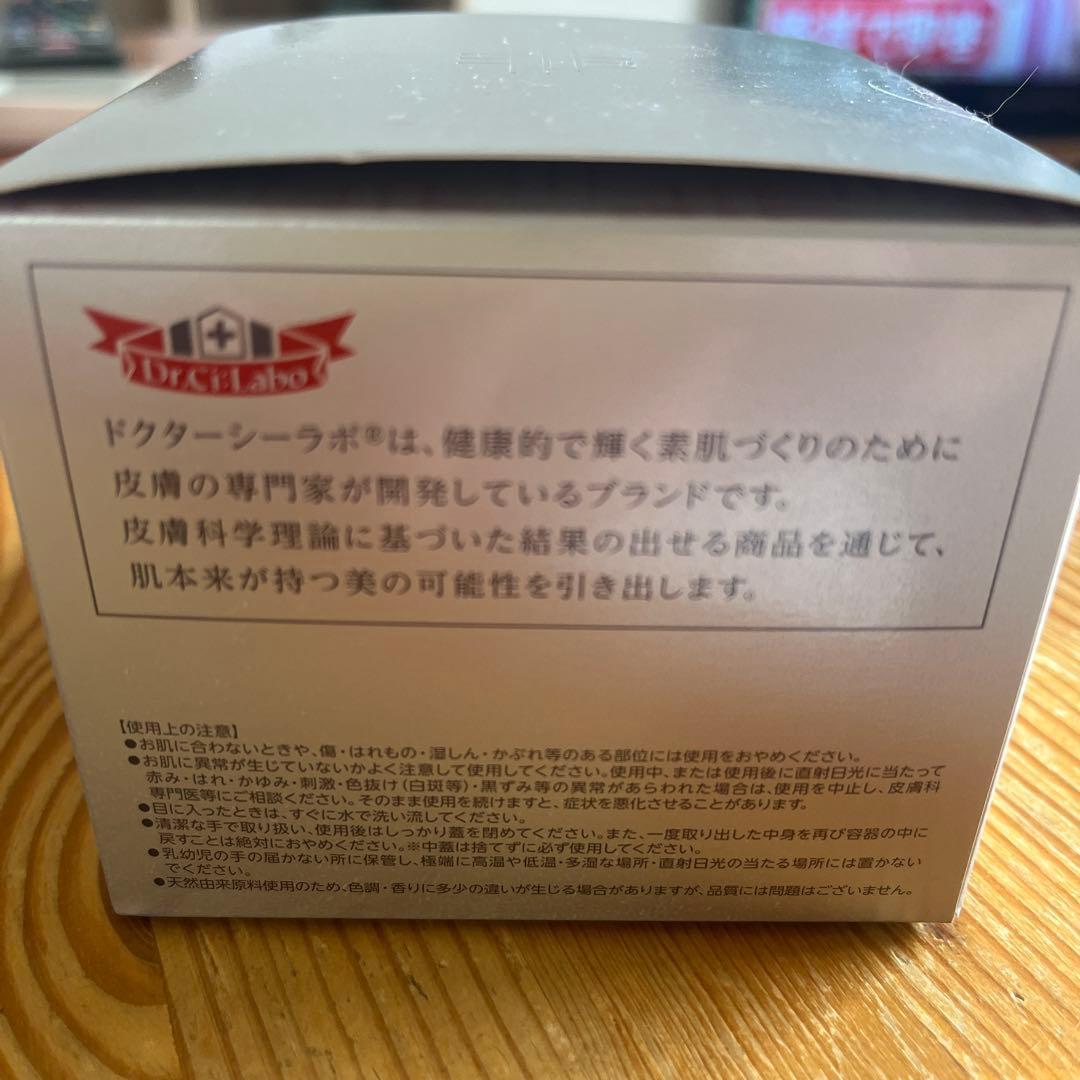 Dr.Ci:Labo
ドクターシーラボ®は、健康的で輝く素肌づくりのために
皮膚の専門家が開発しているブランドです。
皮膚科学理論に基づいた結果の出せる商品を通じて、
肌本来が持つ美の可能性を引き出します。
【使用上の注意】
●お肌に合わないときや、傷・はれもの・湿しん・かぶれ等のある部位には使用をおやめください。
●お肌に異常が生じていないかよく注意して使用してください。使用中、または使用後に直射日光に当たって
赤み・はれ・かゆみ・刺激・色抜け(白斑等)・黒ずみ等の異常があらわれた場合は、使用を中止し、皮膚科
専門医等にご相談ください。そのまま使用を続けますと、症状を悪化させることがあります。
●目に入ったときは、すぐに水で洗い流してください。
●清潔な手で取り扱い、使用後はしっかり蓋を閉めてください。また、一度取り出した中身を再び容器の中に
戻すことは絶対におやめください。※中蓋は捨てずに必ず使用してください。
●乳幼児の手の届かない所に保管し、極端に高温や低温・多湿な場所・直射日光の当たる場所には置かない
でください。
●天然由来原料使用のため、色調・香りに多少の違いが生じる場合がありますが、品質には問題はございません。